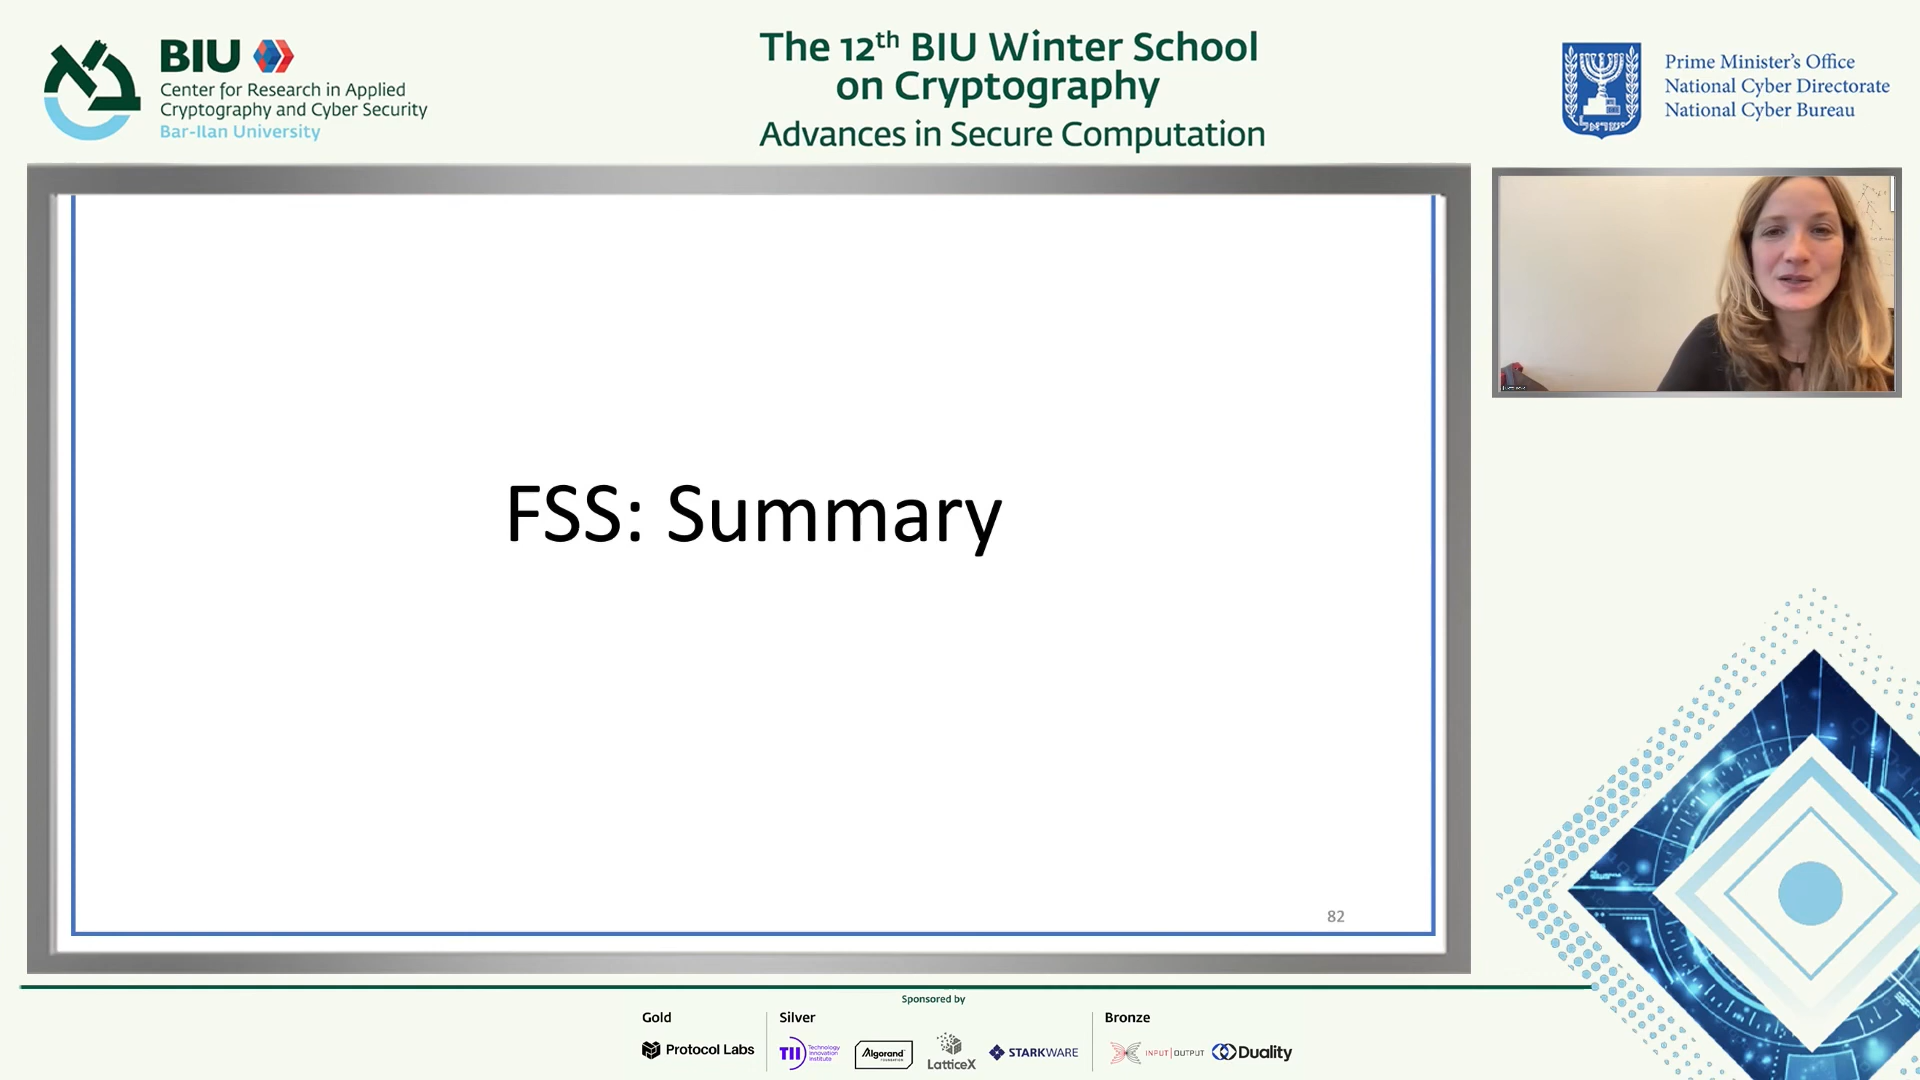 BIU
Center for Research in Applied
Cryptography and Cyber Security
Bar-Ilan University
The 12th BIU Winter School
on Cryptography
Advances in Secure Computation
Prime Minister's Office
National Cyber Directorate
National Cyber Bureau
ישראל
FSS: Summary
82
Sponsored by
Gold
Protocol Labs
Silver
TII Technology
Innovation
Institute
Algorand
FOUNDATION
LatticeX
STARKWARE
Bronze
INPUT | OUTPUT
Duality